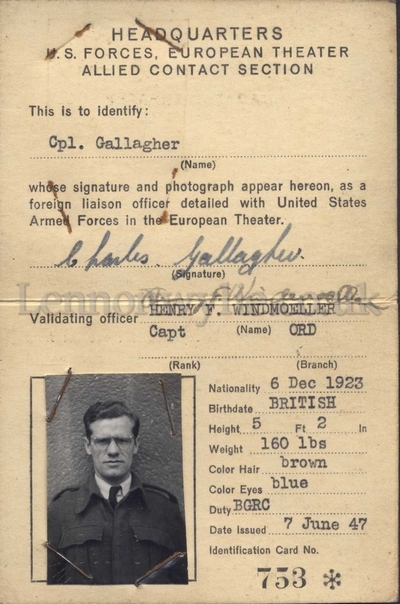 HEADQUARTERS
U.S. FORCES, EUROPEAN THEATER
ALLIED CONTACT SECTION
This is to identify:
Cpl. Gallagher
(Name)
whose signature and photograph appear hereon, as a
foreign liaison officer detailed with United States
Armed Forces in the European Theater.
Charles Gallagher.
(Signature)
Validating officer HENRY F. WINDMOELLER
Capt (Name) ORD
(Rank) (Branch)
Nationality 6 Dec 1923
Birthdate BRITISH
Height 5 Ft 2 In
Weight 160 lbs
Color Hair brown
Color Eyes blue
Duty BGRC
Date Issued 7 June 47
Identification Card No.
753 *